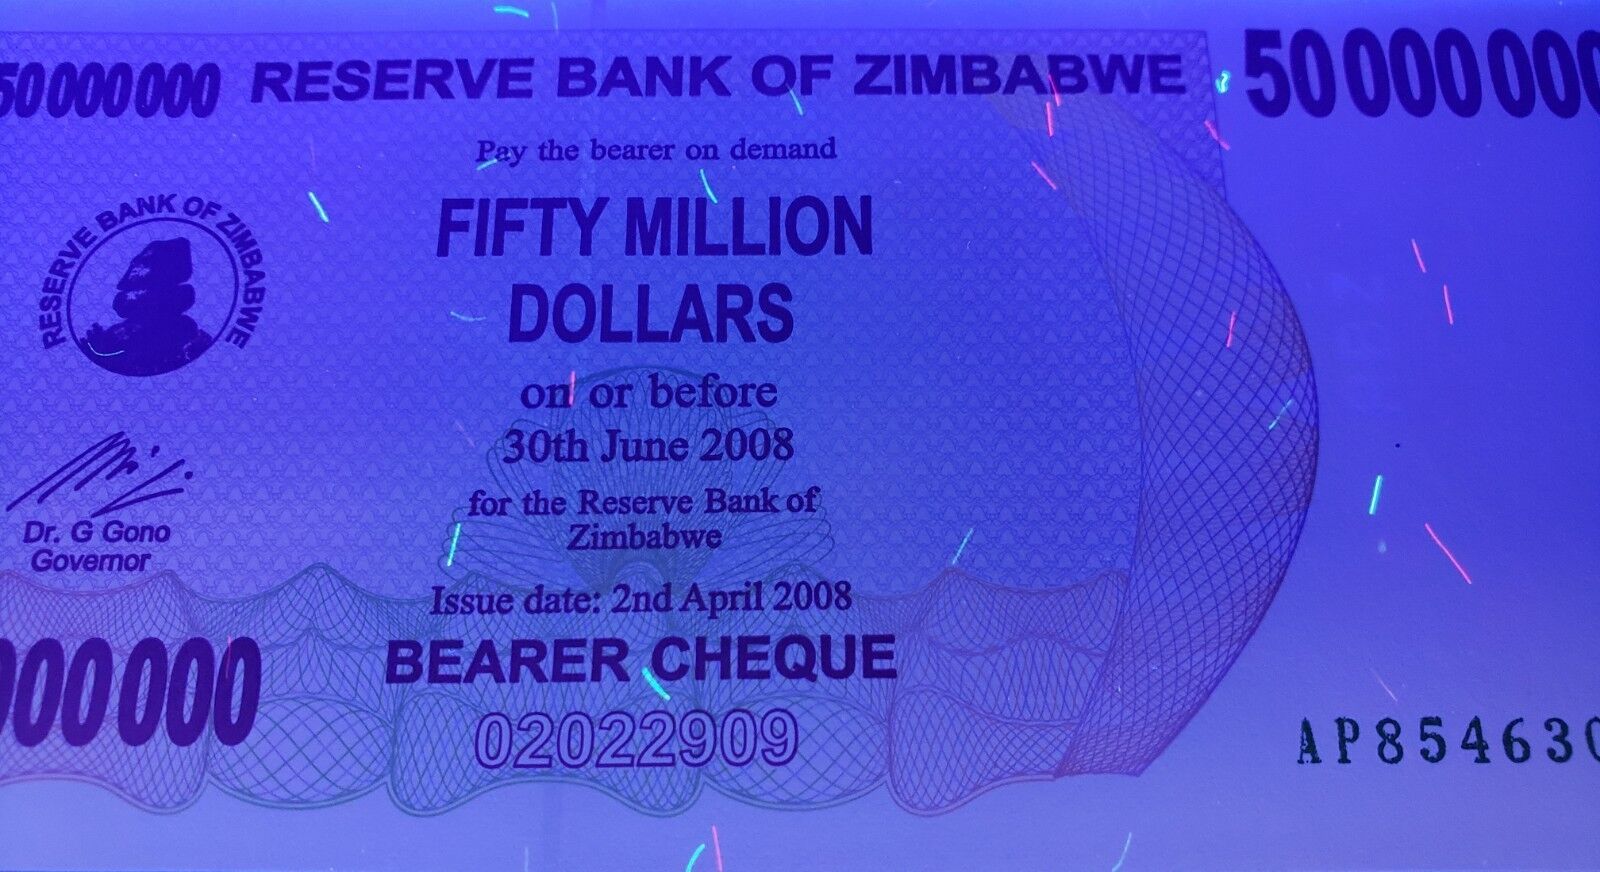 50000000 RESERVE BANK OF ZIMBABWE 50000000
Pay the bearer on demand
FIFTY MILLION
DOLLARS
RESERVE BANK OF ZIMBABWE
on or before
30th June 2008
for the Reserve Bank of
Zimbabwe
Dr. G Gono
Governor
Issue date: 2nd April 2008
000000
BEARER CHEQUE
02022909
AP854630